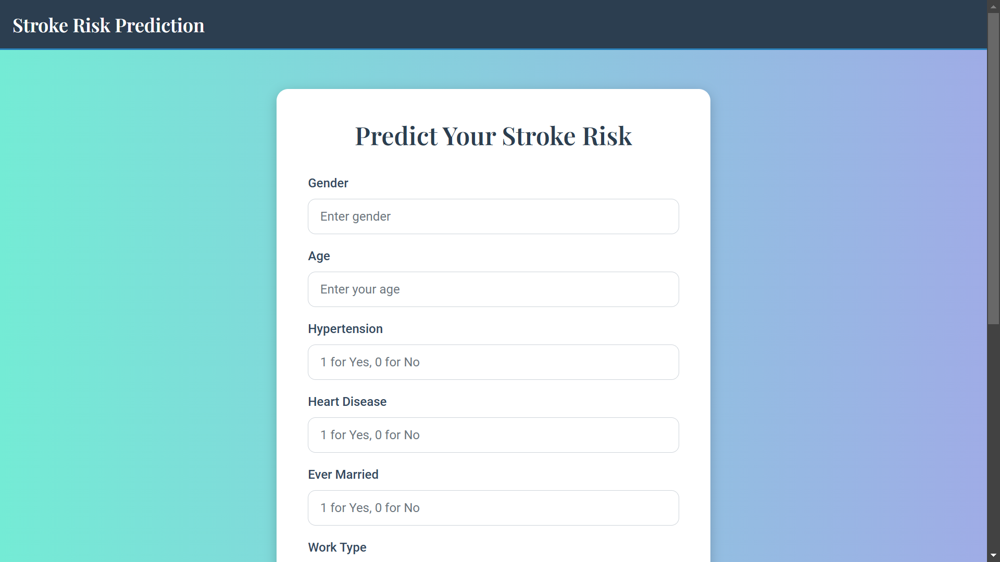 Stroke Risk Prediction
Predict Your Stroke Risk
Gender
Enter gender
Age
Enter your age
Hypertension
1 for Yes, 0 for No
Heart Disease
1 for Yes, 0 for No
Ever Married
1 for Yes, 0 for No
Work Type